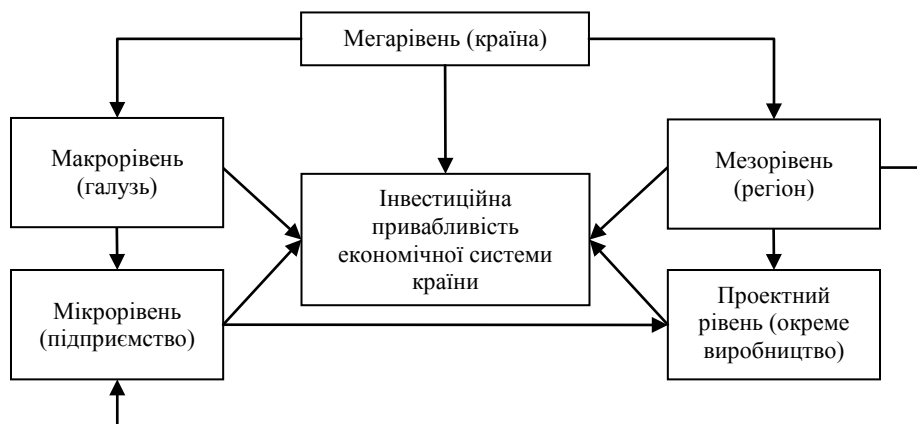 Мегарівень (країна)
Макрорівень
(галузь)
Мезорівень
(регіон)
Інвестиційна
привабливість
економічної системи
країни
Мікрорівень
(підприємство)
Проектний
рівень (окреме
виробництво)